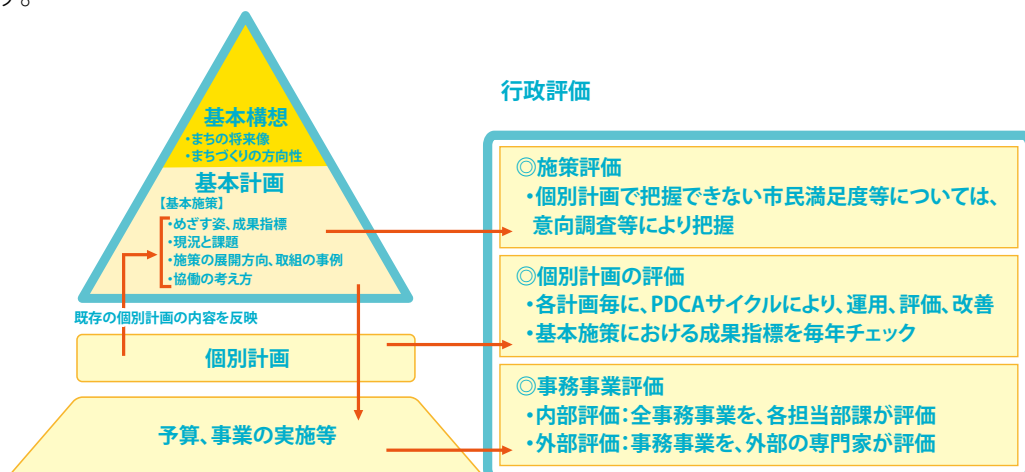 す。
基本構想
・まちの将来像
・まちづくりの方向性
基本計画
【基本施策】
・めざす姿、成果指標
・現況と課題
・施策の展開方向、取組の事例
・協働の考え方
既存の個別計画の内容を反映
個別計画
予算、事業の実施等
行政評価
◎施策評価
・個別計画で把握できない市民満足度等については、
意向調査等により把握
◎個別計画の評価
・各計画毎に、PDCAサイクルにより、運用、評価、改善
・基本施策における成果指標を毎年チェック
◎事務事業評価
・内部評価：全事務事業を、各担当部課が評価
・外部評価：事務事業を、外部の専門家が評価